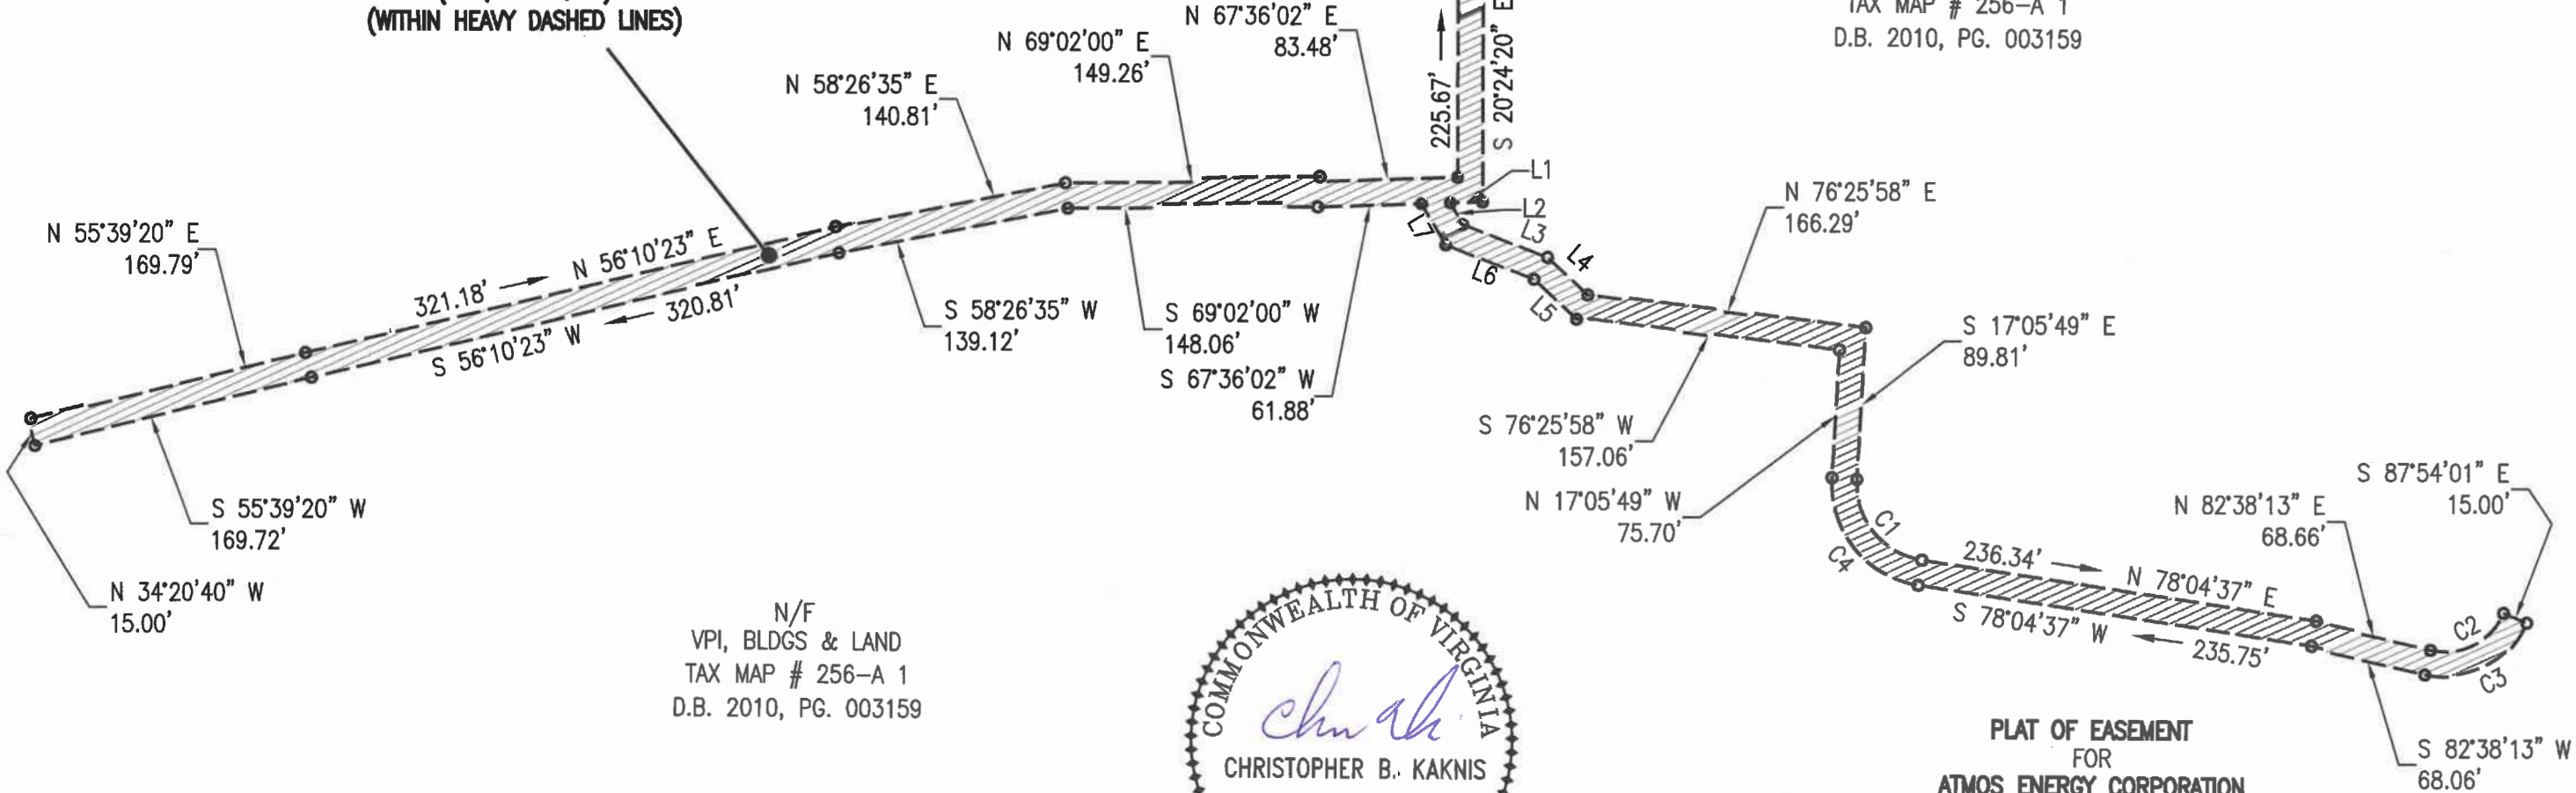 (WITHIN HEAVY DASHED LINES)
N 67°36'02" E
83.48'
N 69°02'00" E
149.26'
N 58°26'35" E
140.81'
225.67'
S 20°24'20" E
TAX MAP # 256-A 1
D.B. 2010, PG. 003159
L1
L2
L3
L4
L5
L6
L7
N 76°25'58" E
166.29'
N 55°39'20" E
169.79'
321.18'
N 56°10'23" E
S 56°10'23" W
320.81'
S 58°26'35" W
139.12'
S 69°02'00" W
148.06'
S 67°36'02" W
61.88'
S 17°05'49" E
89.81'
S 76°25'58" W
157.06'
N 17°05'49" W
75.70'
S 55°39'20" W
169.72'
N 34°20'40" W
15.00'
C1
C4
236.34'
N 78°04'37" E
S 78°04'37" W
235.75'
N 82°38'13" E
68.66'
S 87°54'01" E
15.00'
C2
C3
S 82°38'13" W
68.06'
N/F
VPI, BLDGS & LAND
TAX MAP # 256-A 1
D.B. 2010, PG. 003159
COMMONWEALTH OF VIRGINIA
CHRISTOPHER B. KAKNIS
PLAT OF EASEMENT
FOR
ATMOS ENERGY CORPORATION